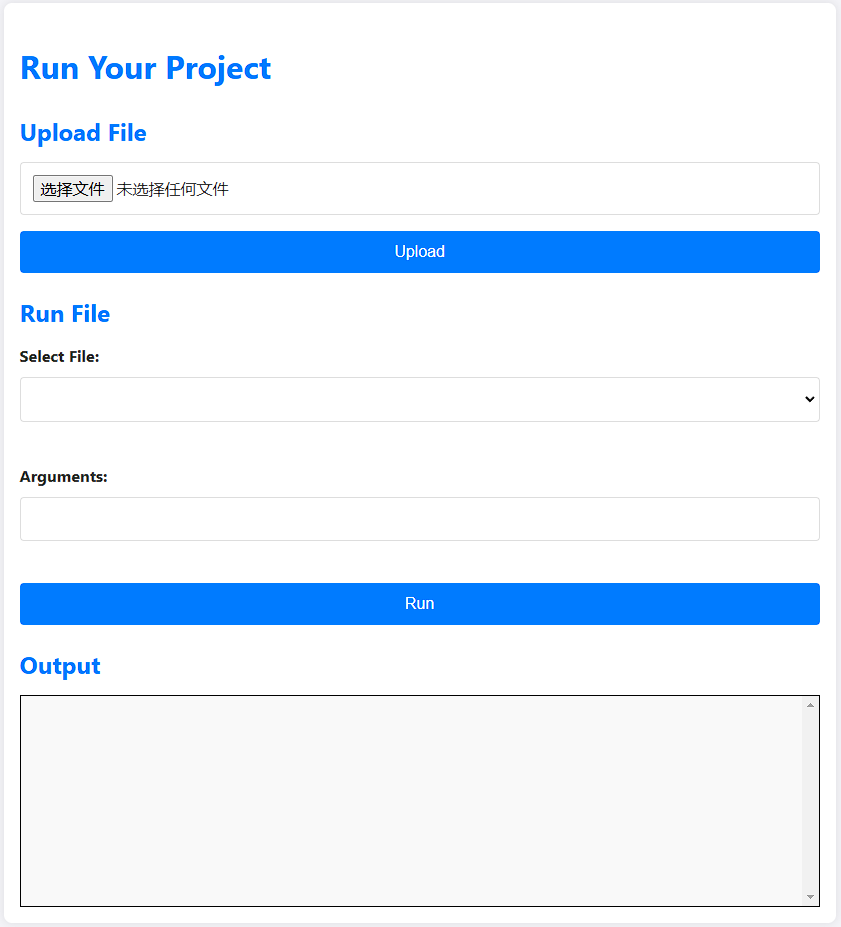 Run Your Project
Upload File
选择文件 未选择任何文件
Upload
Run File
Select File:
Arguments:
Run
Output